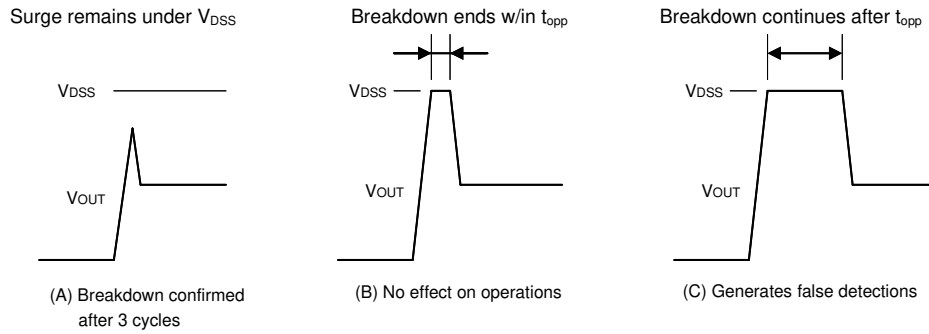 Surge remains under VDSS
Breakdown ends w/in topp
Breakdown continues after topp
VDSS
VOUT
(A) Breakdown confirmed
after 3 cycles
VDSS
VOUT
(B) No effect on operations
VDSS
VOUT
(C) Generates false detections